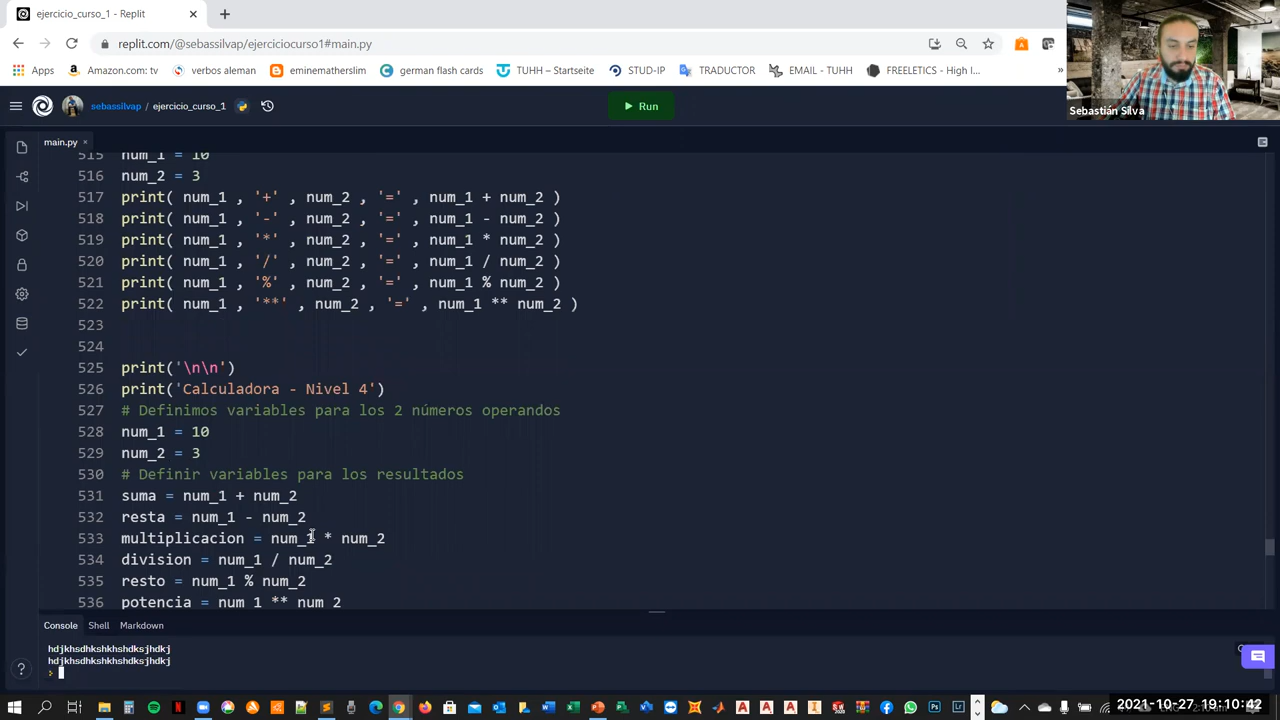 ejercicio_curso_1 - Replit
replit.com/@sebassilvap/ejerciciocurso1#main.py
Apps
Amazon.com: tv
verbos aleman
eminematherslim
german flash cards
TUHH - Startseite
STUD-IP
TRADUCTOR
EMAIL - TUHH
FREELETICS - High I...
»
Sebastián Silva
sebassilvap / ejercicio_curso_1
Run
main.py
515 num_1 = 10
516 num_2 = 3
517 print( num_1 , '+' , num_2 , '=' , num_1 + num_2 )
518 print( num_1 , '-' , num_2 , '=' , num_1 - num_2 )
519 print( num_1 , '*' , num_2 , '=' , num_1 * num_2 )
520 print( num_1 , '/' , num_2 , '=' , num_1 / num_2 )
521 print( num_1 , '%' , num_2 , '=' , num_1 % num_2 )
522 print( num_1 , '**' , num_2 , '=' , num_1 ** num_2 )
523
524
525 print('\n\n')
526 print('Calculadora - Nivel 4')
527 # Definimos variables para los 2 números operandos
528 num_1 = 10
529 num_2 = 3
530 # Definir variables para los resultados
531 suma = num_1 + num_2
532 resta = num_1 - num_2
533 multiplicacion = num_1 * num_2
534 division = num_1 / num_2
535 resto = num_1 % num_2
536 potencia = num_1 ** num_2
Console
Shell
Markdown
hdjkhsdhkshkhshdksjhdkj
hdjkhsdhkshkhshdksjhdkj
>
2021-10-27 19:10:42